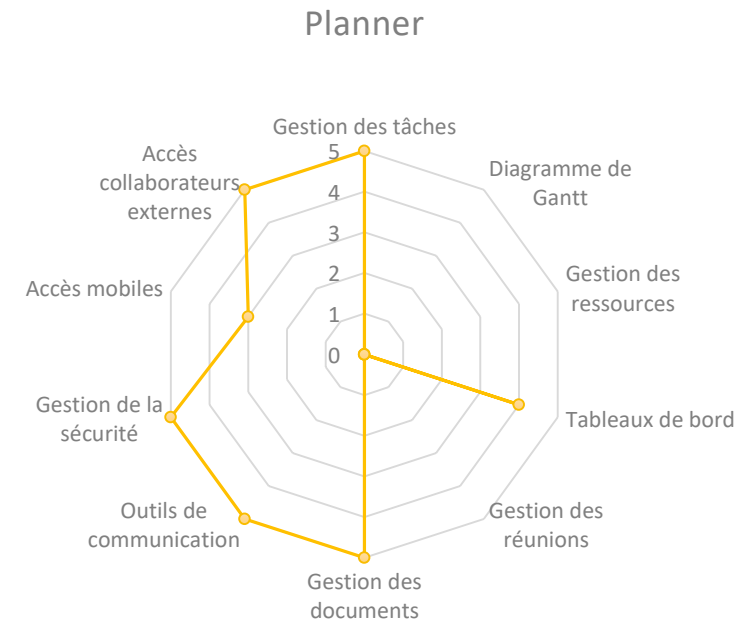 Planner
Gestion des tâches
Diagramme de
Gantt
Gestion des
ressources
Tableaux de bord
Gestion des
réunions
Gestion des
documents
Outils de
communication
Gestion de la
sécurité
Accès mobiles
Accès
collaborateurs
externes
5
4
3
2
1
0